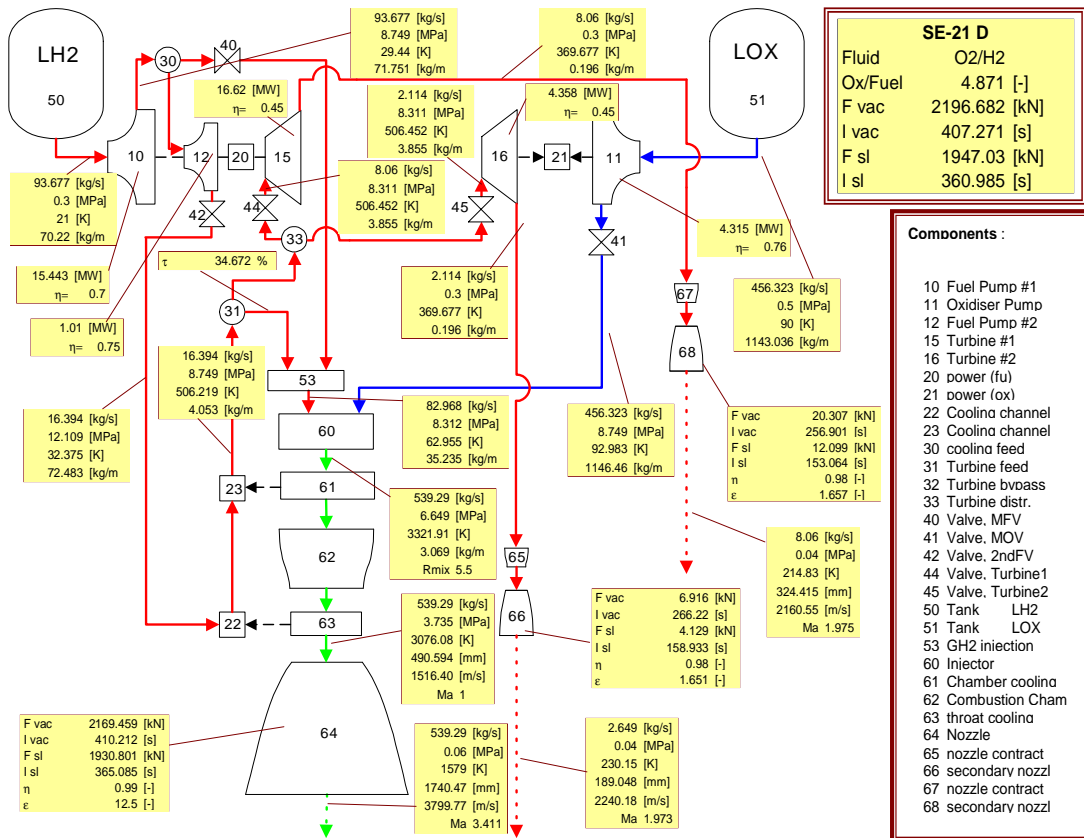 LH2
50
LOX
51
SE-21 D
Fluid O2/H2
Ox/Fuel 4.871 [-]
F vac 2196.682 [kN]
I vac 407.271 [s]
F sl 1947.03 [kN]
I sl 360.985 [s]
93.677 [kg/s]
8.749 [MPa]
29.44 [K]
71.751 [kg/m
8.06 [kg/s]
0.3 [MPa]
369.677 [K]
0.196 [kg/m
40
30
16.62 [MW]
η= 0.45
2.114 [kg/s]
8.311 [MPa]
506.452 [K]
3.855 [kg/m
4.358 [MW]
η= 0.45
10
12
20
15
16
21
11
93.677 [kg/s]
0.3 [MPa]
21 [K]
70.22 [kg/m
8.06 [kg/s]
8.311 [MPa]
506.452 [K]
3.855 [kg/m
42
44
45
33
41
4.315 [MW]
η= 0.76
15.443 [MW]
η= 0.7
τ 34.672 %
2.114 [kg/s]
0.3 [MPa]
369.677 [K]
0.196 [kg/m
456.323 [kg/s]
0.5 [MPa]
90 [K]
1143.036 [kg/m
1.01 [MW]
η= 0.75
31
67
68
53
16.394 [kg/s]
8.749 [MPa]
506.219 [K]
4.053 [kg/m
16.394 [kg/s]
12.109 [MPa]
32.375 [K]
72.483 [kg/m
82.968 [kg/s]
8.312 [MPa]
62.955 [K]
35.235 [kg/m
456.323 [kg/s]
8.749 [MPa]
92.983 [K]
1146.46 [kg/m
F vac 20.307 [kN]
I vac 256.901 [s]
F sl 12.099 [kN]
I sl 153.064 [s]
η 0.98 [-]
ε 1.657 [-]
60
23
61
539.29 [kg/s]
6.649 [MPa]
3321.91 [K]
3.069 [kg/m
Rmix 5.5
62
65
66
8.06 [kg/s]
0.04 [MPa]
214.83 [K]
324.415 [mm]
2160.55 [m/s]
Ma 1.975
22
63
539.29 [kg/s]
3.735 [MPa]
3076.08 [K]
490.594 [mm]
1516.40 [m/s]
Ma 1
F vac 6.916 [kN]
I vac 266.22 [s]
F sl 4.129 [kN]
I sl 158.933 [s]
η 0.98 [-]
ε 1.651 [-]
F vac 2169.459 [kN]
I vac 410.212 [s]
F sl 1930.801 [kN]
I sl 365.085 [s]
η 0.99 [-]
ε 12.5 [-]
64
539.29 [kg/s]
0.06 [MPa]
1579 [K]
1740.47 [mm]
3799.77 [m/s]
Ma 3.411
2.649 [kg/s]
0.04 [MPa]
230.15 [K]
189.048 [mm]
2240.18 [m/s]
Ma 1.973
Components :
10 Fuel Pump #1
11 Oxidiser Pump
12 Fuel Pump #2
15 Turbine #1
16 Turbine #2
20 power (fu)
21 power (ox)
22 Cooling channel
23 Cooling channel
30 cooling feed
31 Turbine feed
32 Turbine bypass
33 Turbine distr.
40 Valve, MFV
41 Valve, MOV
42 Valve, 2ndFV
44 Valve, Turbine1
45 Valve, Turbine2
50 Tank LH2
51 Tank LOX
53 GH2 injection
60 Injector
61 Chamber cooling
62 Combustion Cham
63 throat cooling
64 Nozzle
65 nozzle contract
66 secondary nozzl
67 nozzle contract
68 secondary nozzl